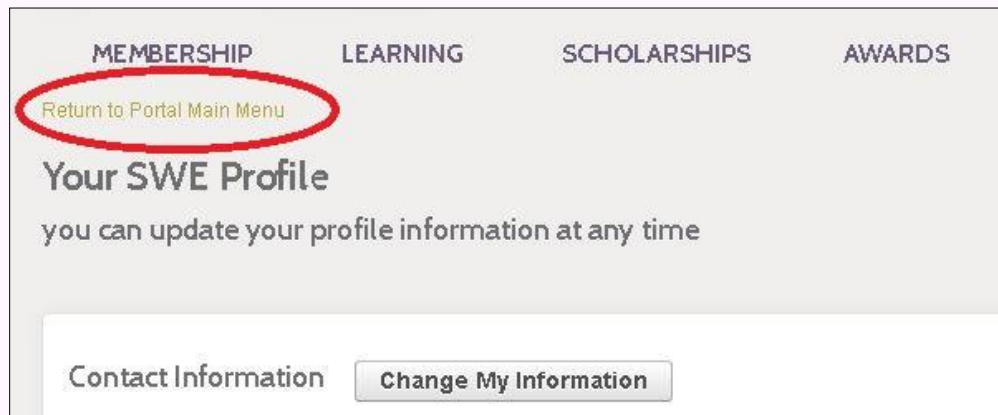 MEMBERSHIP LEARNING SCHOLARSHIPS AWARDS
Return to Portal Main Menu
Your SWE Profile
you can update your profile information at any time
Contact Information Change My Information